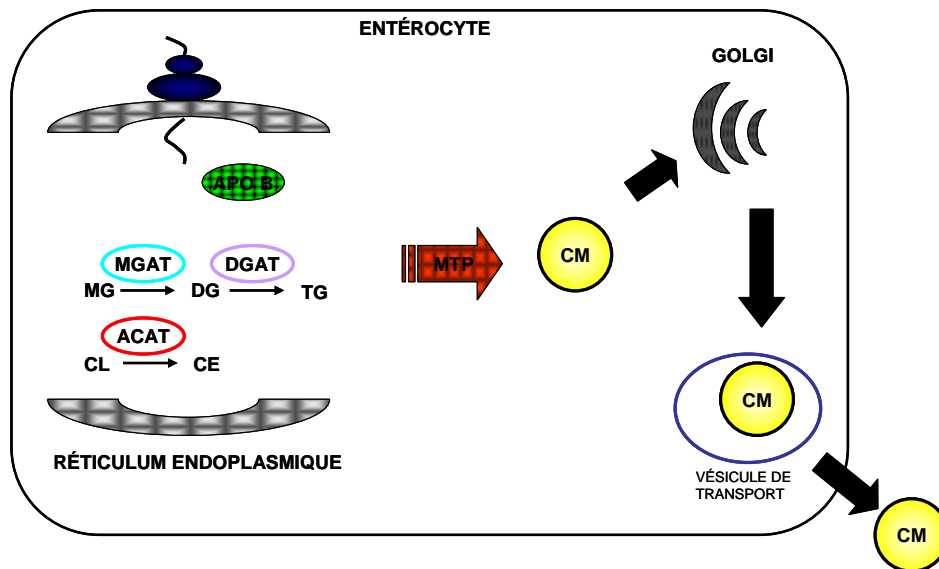 ENTÉROCYTE
GOLGI
APO B
MGAT
DGAT
MG
DG
TG
MTP
CM
ACAT
CL
CE
CM
RÉTICULUM ENDOPLASMIQUE
VÉSICULE DE
TRANSPORT
CM